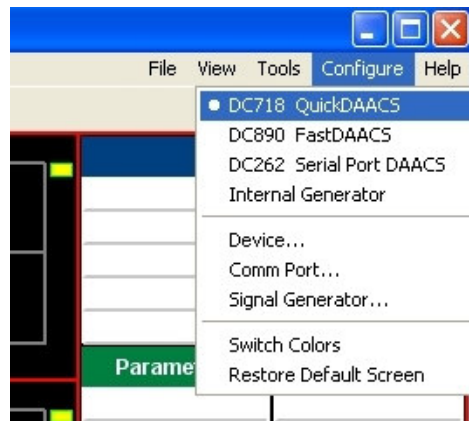 File View Tools Configure Help
DC718 QuickDAACS
DC890 FastDAACS
DC262 Serial Port DAACS
Internal Generator
Device...
Comm Port...
Signal Generator...
Switch Colors
Restore Default Screen
Parame